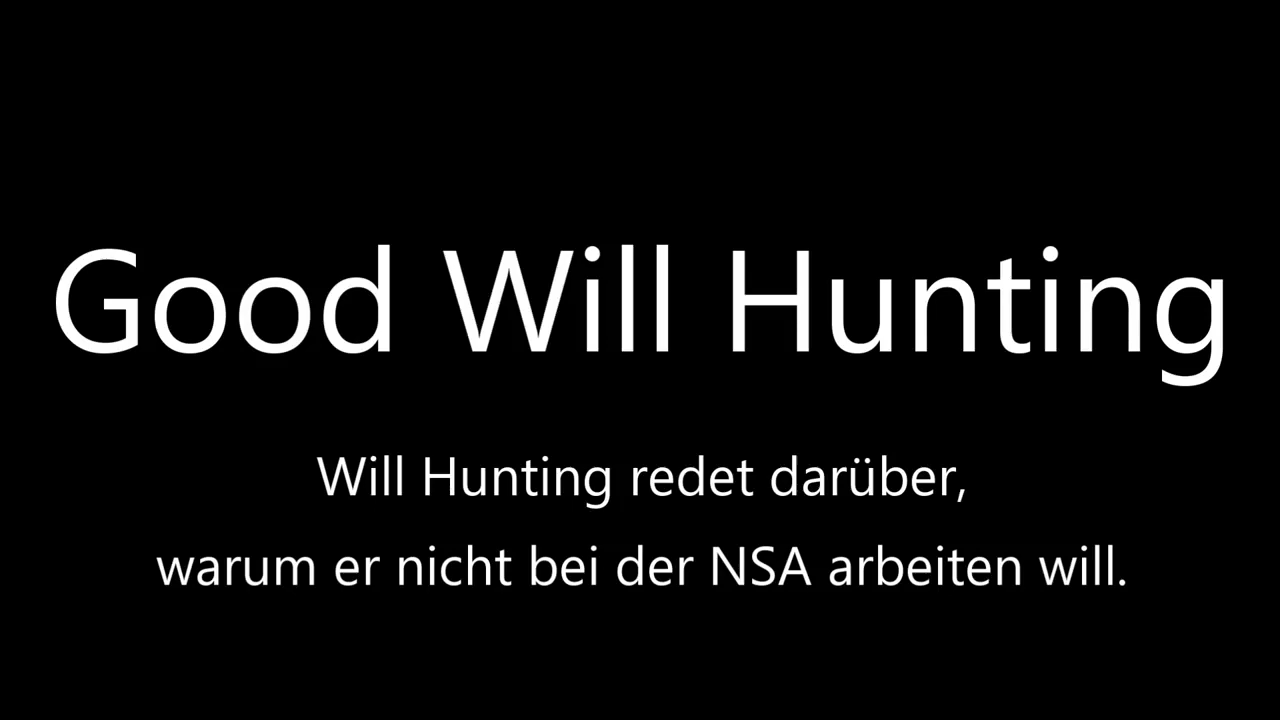 Good Will Hunting
Will Hunting redet darüber,
warum er nicht bei der NSA arbeiten will.